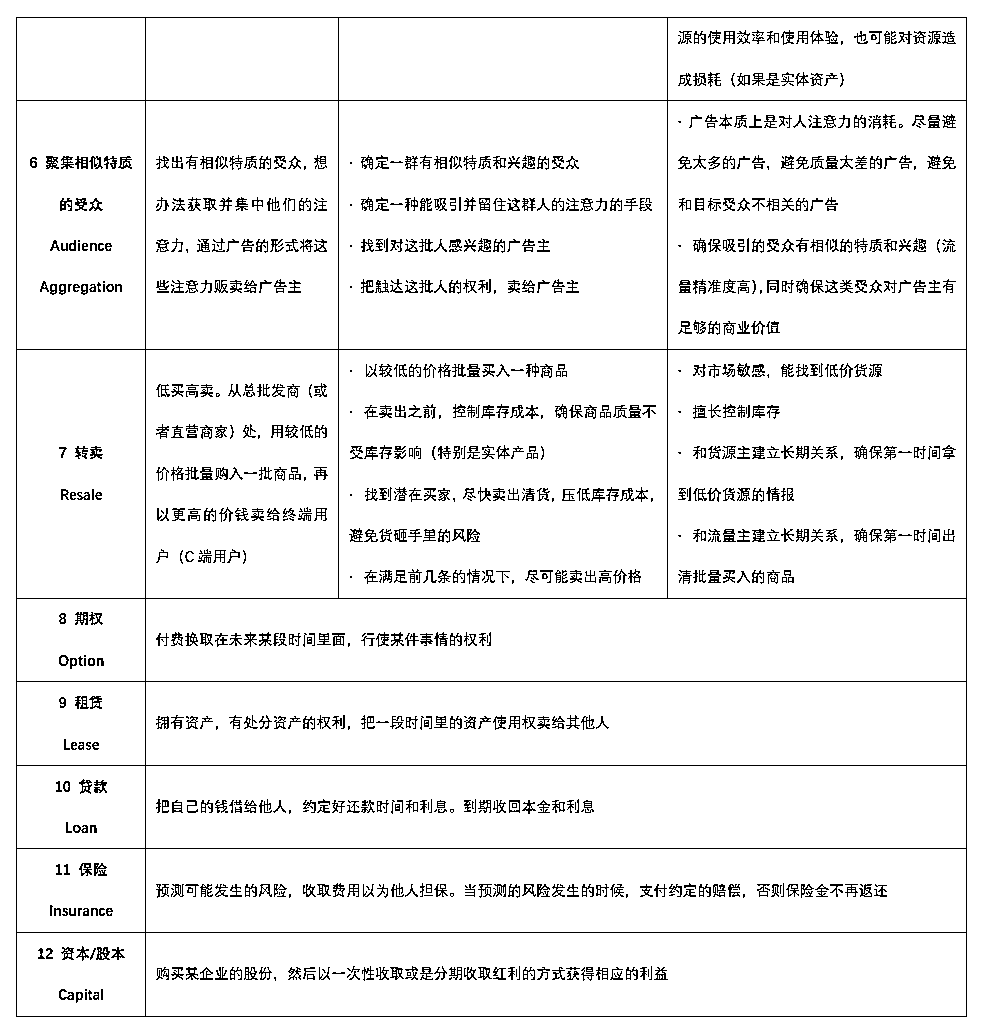 源的使用效率和使用体验，也可能对资源造
成损耗（如果是实体资产）
6 聚集相似特质
的受众
Audience
Aggregation
找出有相似特质的受众，想
办法获取并集中他们的注
意力，通过广告的形式将这
些注意力贩卖给广告主
· 确定一群有相似特质和兴趣的受众
· 确定一种能吸引并留住这群人的注意力的手段
· 找到对这批人感兴趣的广告主
· 把触达这批人的权利，卖给广告主
· 广告本质上是对人注意力的消耗。尽量避
免太多的广告，避免质量太差的广告，避免
和目标受众不相关的广告
· 确保吸引的受众有相似的特质和兴趣（流
量精准度高），同时确保这类受众对广告主有
足够的商业价值
7 转卖
Resale
低买高卖。从总批发商（或
者直营商家）处，用较低的
价格批量购入一批商品，再
以更高的价钱卖给终端用
户（C 端用户）
· 以较低的价格批量买入一种商品
· 在卖出之前，控制库存成本，确保商品质量不
受库存影响（特别是实体产品）
· 找到潜在买家，尽快卖出清货，压低库存成本，
避免货砸手里的风险
· 在满足前几条的情况下，尽可能卖出高价格
· 对市场敏感，能找到低价货源
· 擅长控制库存
· 和货源主建立长期关系，确保第一时间拿
到低价货源的情报
· 和流量主建立长期关系，确保第一时间出
清批量买入的商品
8 期权
Option
付费换取在未来某段时间里面，行使某件事情的权利
9 租赁
Lease
拥有资产，有处分资产的权利，把一段时间里的资产使用权卖给其他人
10 贷款
Loan
把自己的钱借给他人，约定好还款时间和利息。到期收回本金和利息
11 保险
Insurance
预测可能发生的风险，收取费用以为他人担保。当预测的风险发生的时候，支付约定的赔偿，否则保险金不再返还
12 资本/股本
Capital
购买某企业的股份，然后以一次性收取或是分期收取红利的方式获得相应的利益